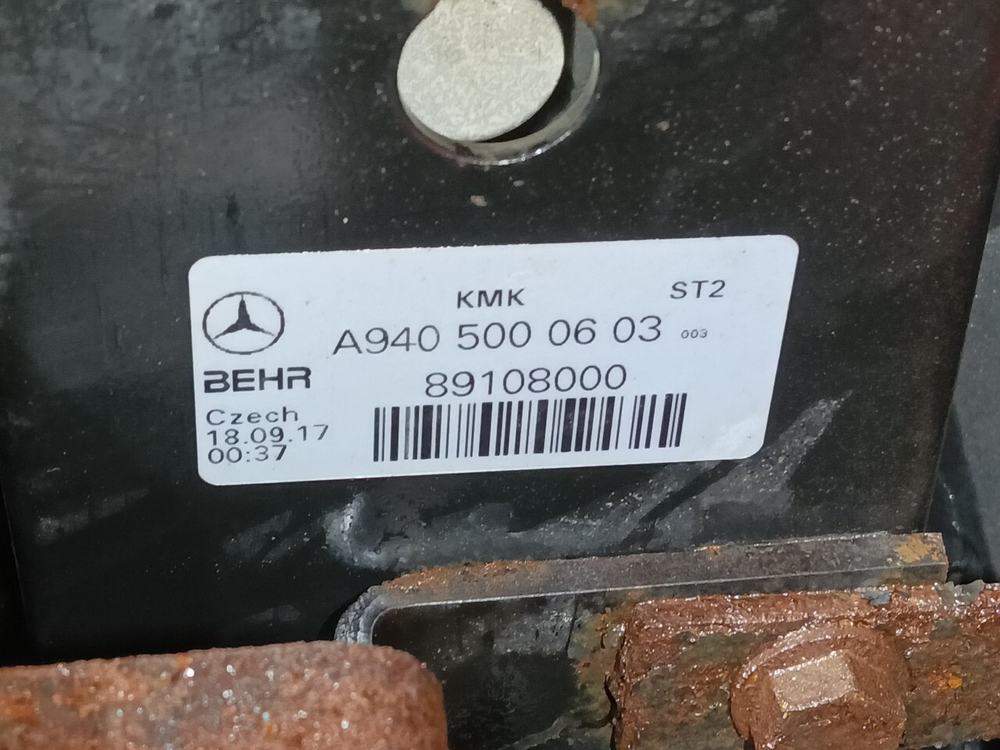 KMK ST2
A940 500 06 03 003
BEHR
89108000
Czech
18.09.17
00:37